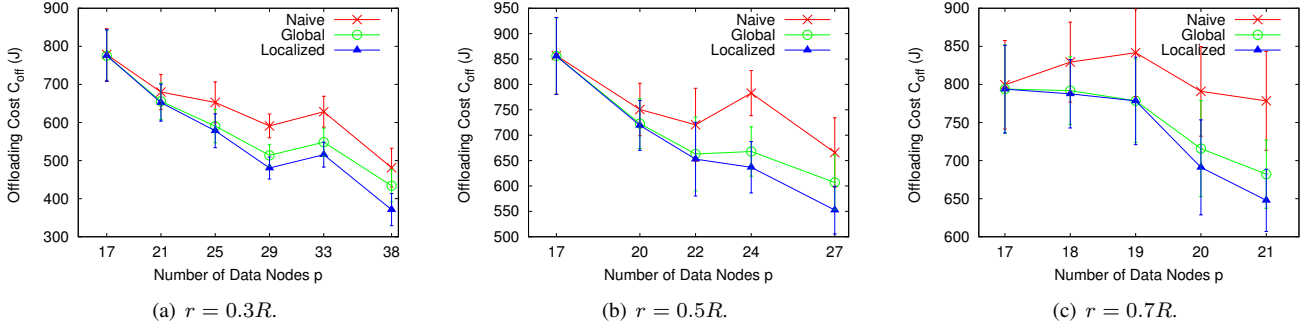 Offloading Cost C_off (J)
900
800
700
600
500
400
300
Naive
Global
Localized
17 21 25 29 33 38
Number of Data Nodes p
(a) r = 0.3R.
Offloading Cost C_off (J)
950
900
850
800
750
700
650
600
550
500
Naive
Global
Localized
17 20 22 24 27
Number of Data Nodes p
(b) r = 0.5R.
Offloading Cost C_off (J)
900
850
800
750
700
650
600
Naive
Global
Localized
17 18 19 20 21
Number of Data Nodes p
(c) r = 0.7R.